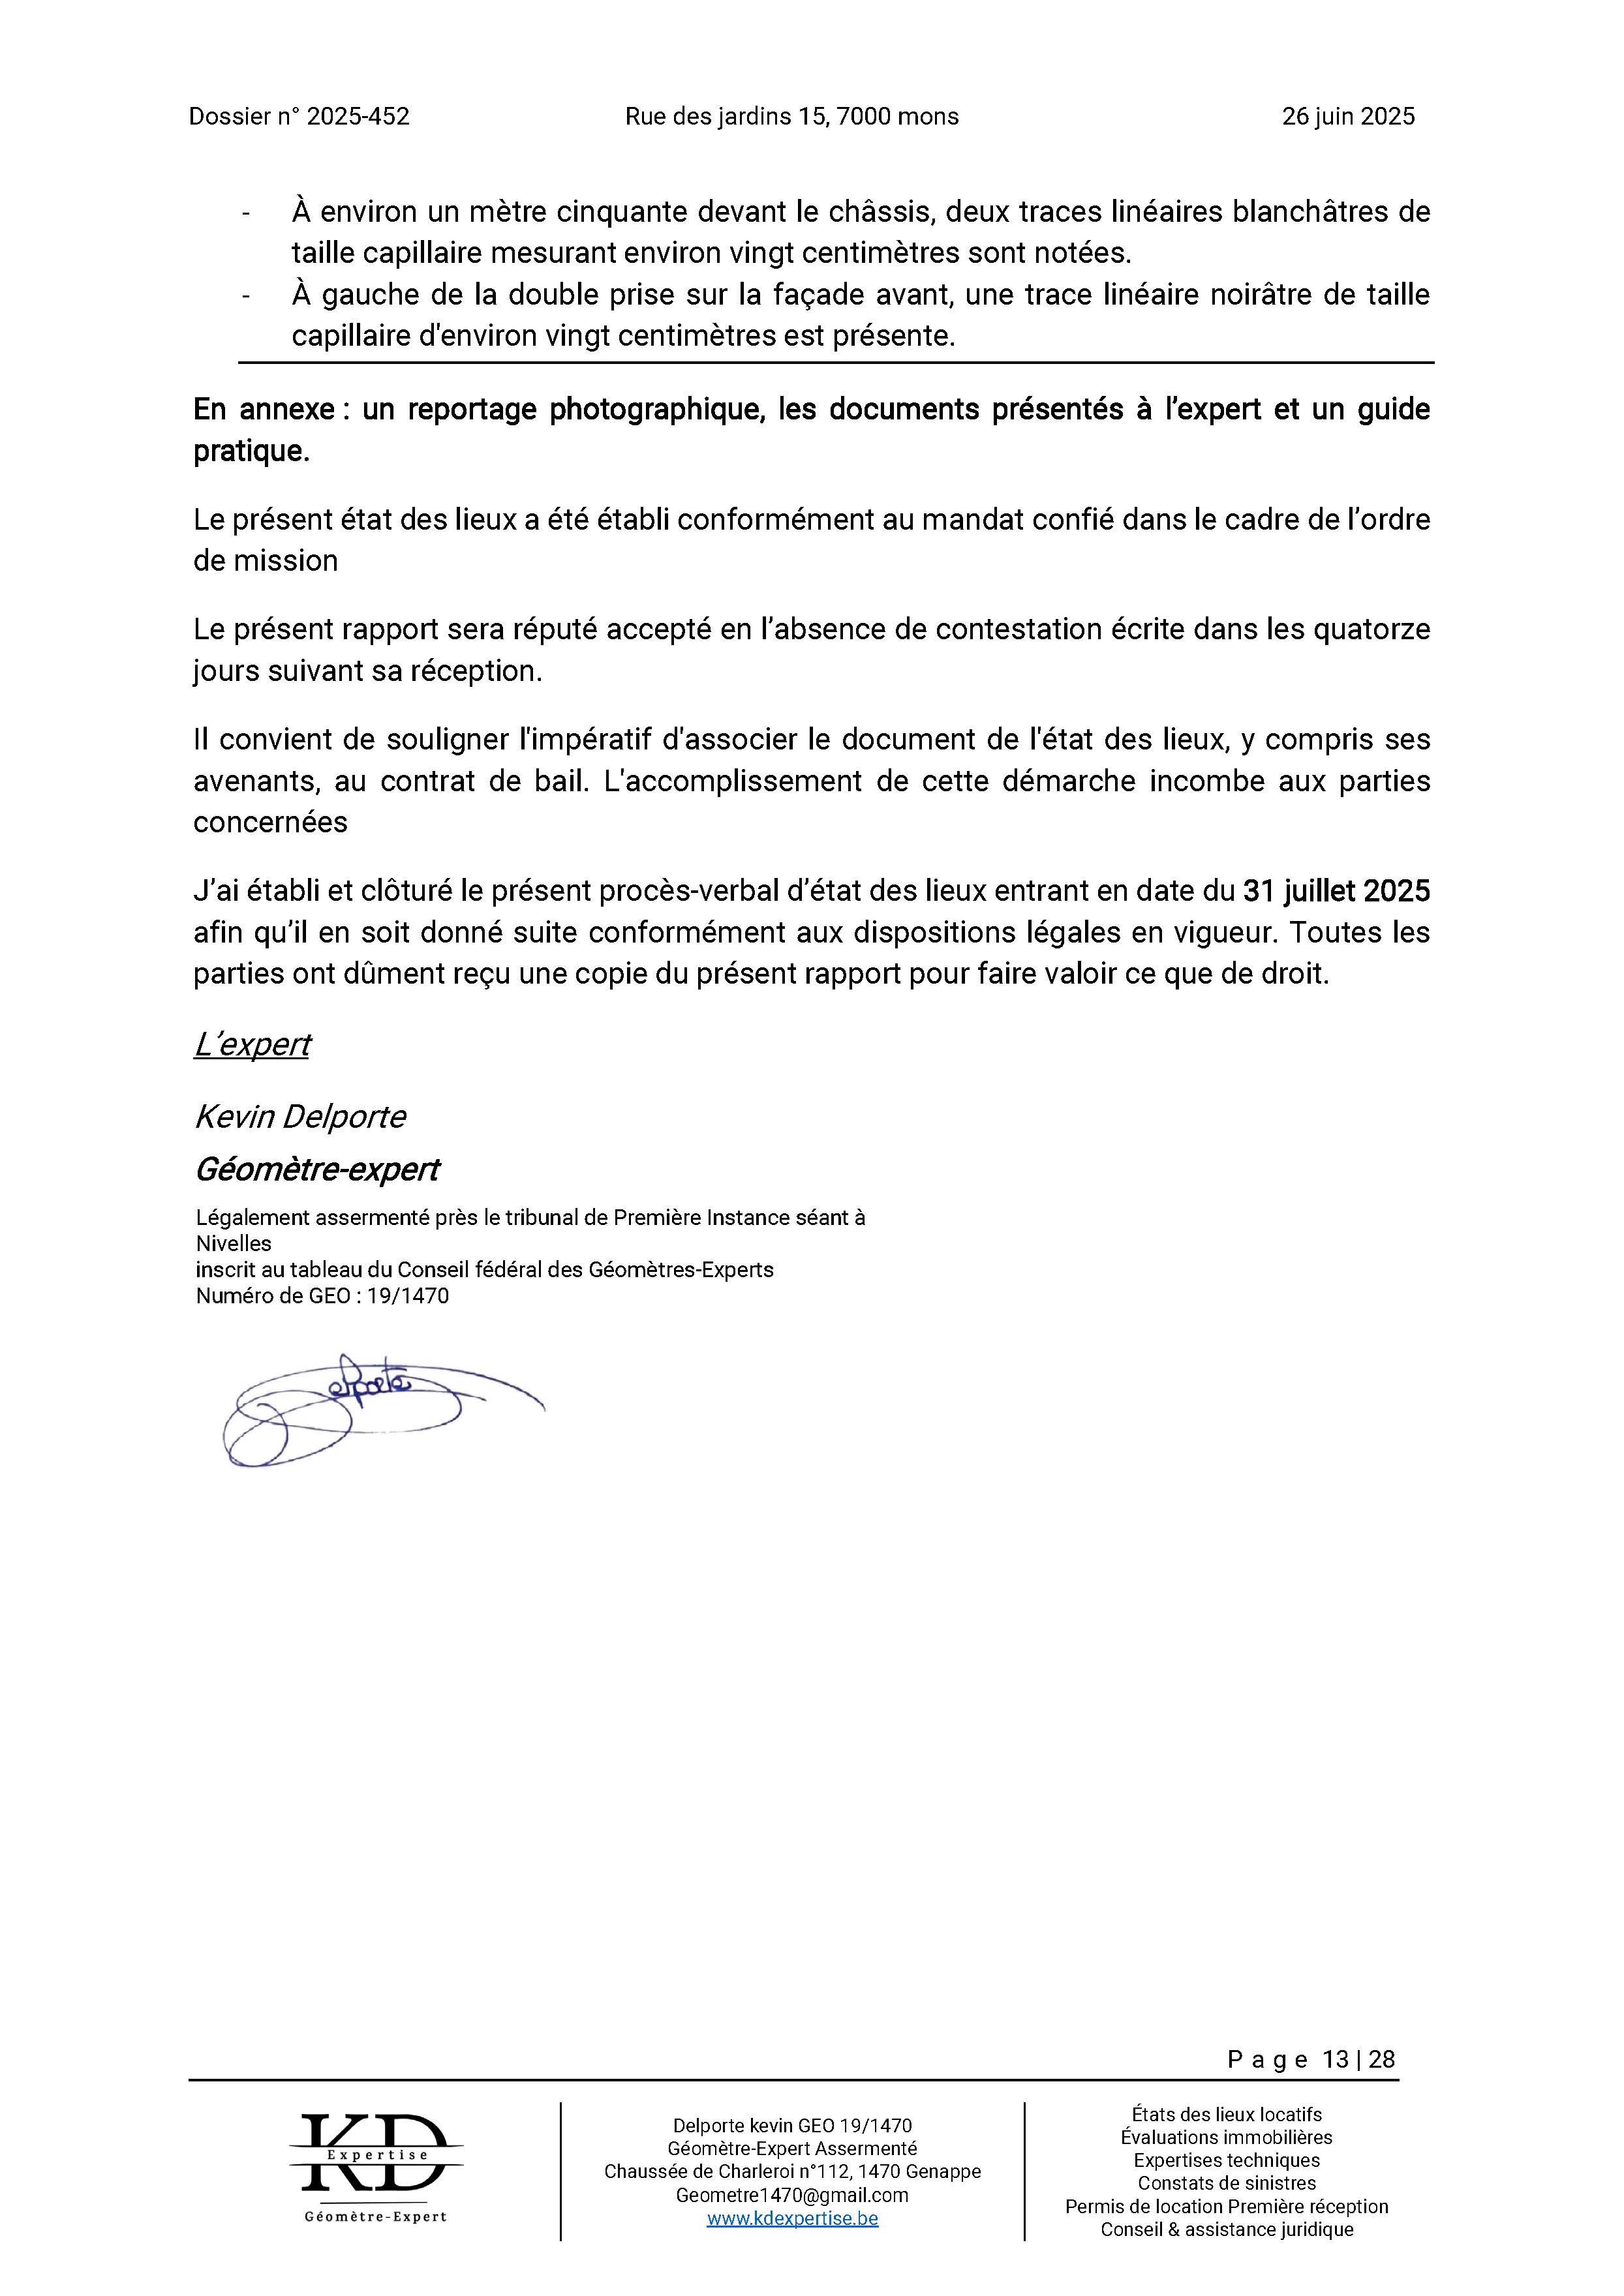 Dossier n° 2025-452 Rue des jardins 15, 7000 mons 26 juin 2025
- À environ un mètre cinquante devant le châssis, deux traces linéaires blanchâtres de
taille capillaire mesurant environ vingt centimètres sont notées.
- À gauche de la double prise sur la façade avant, une trace linéaire noirâtre de taille
capillaire d'environ vingt centimètres est présente.
En annexe : un reportage photographique, les documents présentés à l’expert et un guide
pratique.
Le présent état des lieux a été établi conformément au mandat confié dans le cadre de l’ordre
de mission
Le présent rapport sera réputé accepté en l’absence de contestation écrite dans les quatorze
jours suivant sa réception.
Il convient de souligner l'impératif d'associer le document de l'état des lieux, y compris ses
avenants, au contrat de bail. L'accomplissement de cette démarche incombe aux parties
concernées
J’ai établi et clôturé le présent procès-verbal d’état des lieux entrant en date du 31 juillet 2025
afin qu’il en soit donné suite conformément aux dispositions légales en vigueur. Toutes les
parties ont dûment reçu une copie du présent rapport pour faire valoir ce que de droit.
L’expert
Kevin Delporte
Géomètre-expert
Légalement assermenté près le tribunal de Première Instance séant à
Nivelles
inscrit au tableau du Conseil fédéral des Géomètres-Experts
Numéro de GEO : 19/1470
Page 13 | 28
KD
Expertise
Géomètre-Expert
Delporte kevin GEO 19/1470
Géomètre-Expert Assermenté
Chaussée de Charleroi n°112, 1470 Genappe
Geometre1470@gmail.com
www.kdexpertise.be
États des lieux locatifs
Évaluations immobilières
Expertises techniques
Constats de sinistres
Permis de location Première réception
Conseil & assistance juridique